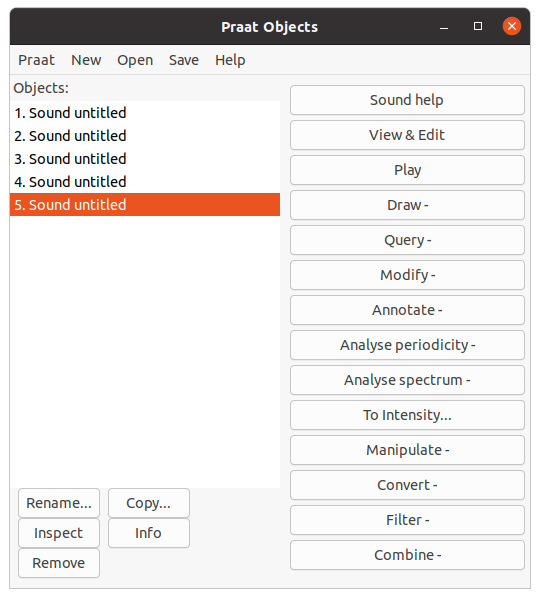 Praat Objects
Praat New Open Save Help
Objects:
1. Sound untitled
2. Sound untitled
3. Sound untitled
4. Sound untitled
5. Sound untitled
Rename... Copy...
Inspect Info
Remove
Sound help
View & Edit
Play
Draw -
Query -
Modify -
Annotate -
Analyse periodicity -
Analyse spectrum -
To Intensity...
Manipulate -
Convert -
Filter -
Combine -